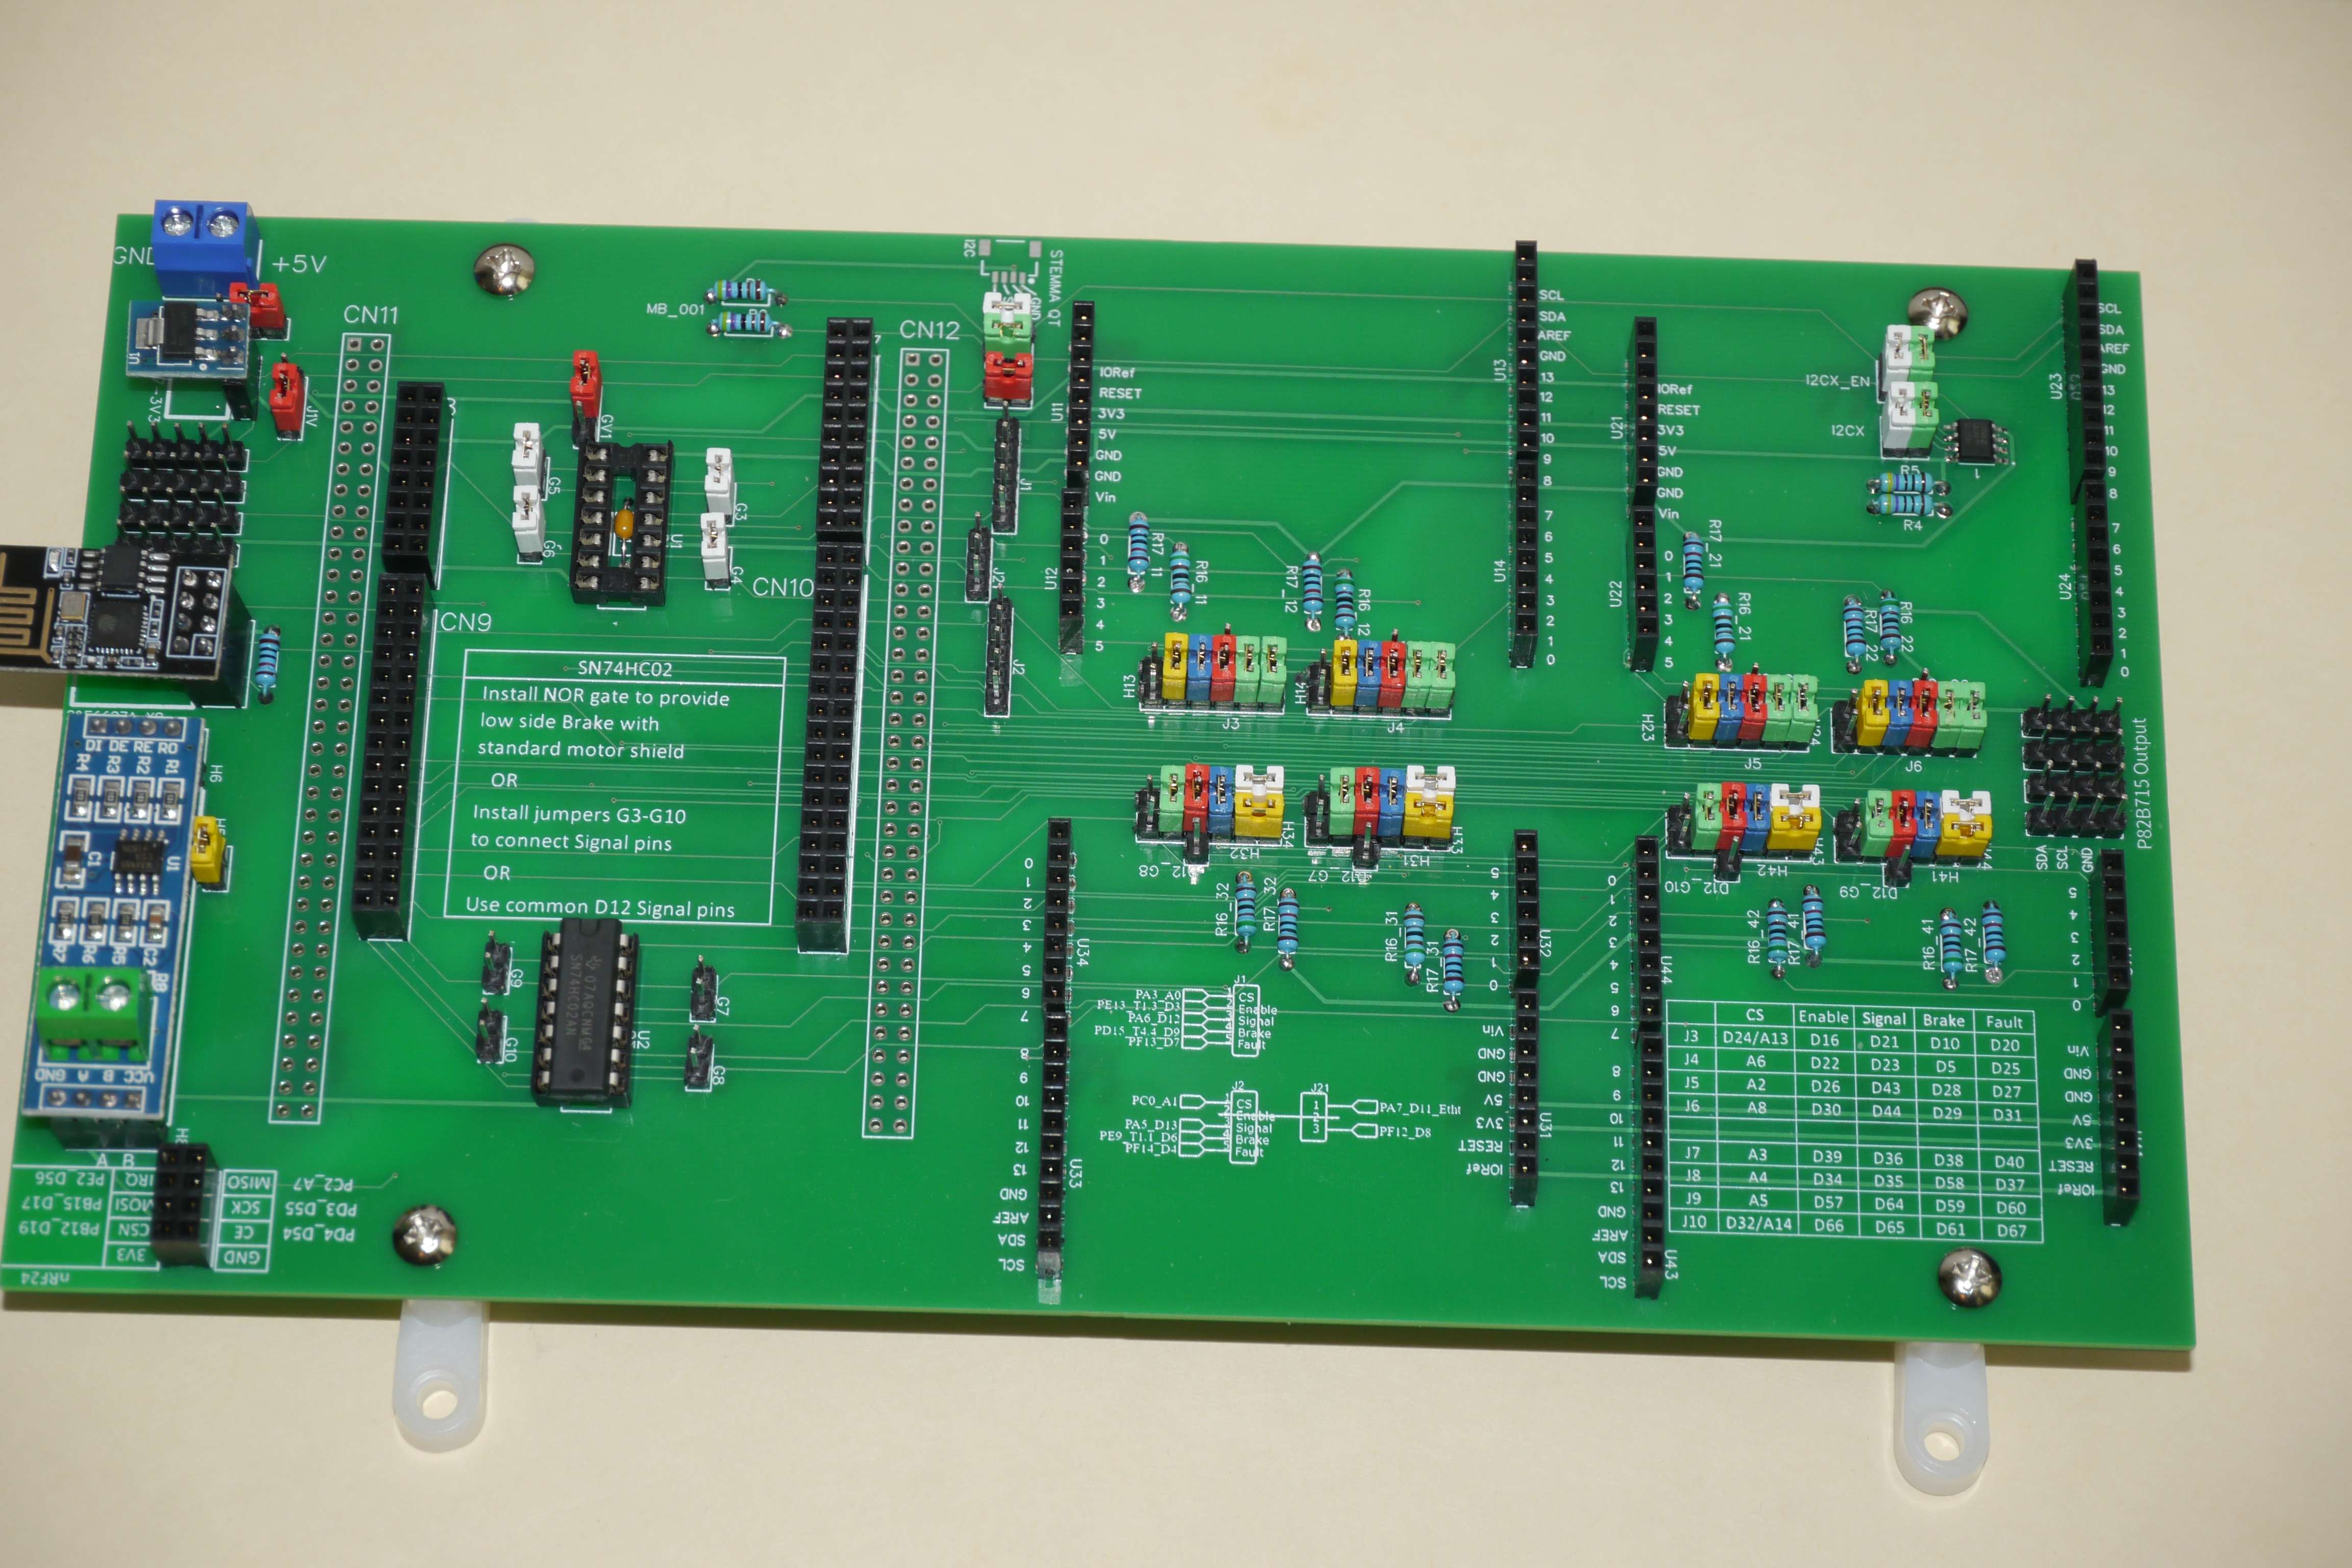 GND
+5V
I2C
STEMMA QT
GND
MB_001
CN11
CN12
U1
3V3
J1V
GV1
G5
G6
G3
G4
U1
CN10
CN9
J1
J2
U11
IORef
RESET
3V3
5V
GND
GND
Vin
U12
0
1
2
3
4
5
U13
SCL
SDA
AREF
GND
13
12
11
10
9
8
U14
7
6
5
4
3
2
1
0
U21
IORef
RESET
3V3
5V
GND
GND
Vin
U22
0
1
2
3
4
5
I2CX_EN
I2CX
R5
R4
1
U23
SCL
SDA
AREF
GND
13
12
11
10
9
8
U24
7
6
5
4
3
2
1
0
R17_11
R16_11
R17_12
R16_12
R17_21
R16_21
R17_22
R16_22
H13
J3
H14
J4
H23
J5
J6
SN74HC02
Install NOR gate to provide
low side Brake with
standard motor shield
OR
Install jumpers G3-G10
to connect Signal pins
OR
Use common D12 Signal pins
DI DE RE RO
R4 R3 R2 R1
H6
C1
U1
R7 R6 R5 C2
VCC B A GND
A B
D12_G8
H32
H34
D12_G7
H31
D12_G10
H42
D12_G9
H41
P82B715 Output
SDA
SCL
GND
R16_32
R17_32
R16_31
R17_31
R16_42
R17_41
R16_41
R17_42
G9
G10
G7
G8
SN74HC02AN
U2
U34
0
1
2
3
4
5
6
7
U33
8
9
10
11
12
13
GND
AREF
SDA
SCL
U32
5
4
3
2
1
0
U31
Vin
GND
GND
5V
3V3
RESET
IORef
U44
0
1
2
3
4
5
6
7
U43
8
9
10
11
12
13
GND
AREF
SDA
SCL
5
4
3
2
1
0
Vin
GND
GND
5V
3V3
RESET
IORef
J1
PA3_A0 CS
PE13_T1.3_D3 Enable
PA6_D12 Signal
PD15_T4.4_D9 Brake
PF13_D7 Fault
J2
PC0_A1 CS
Enable
PA5_D13 Signal
PE9_T1.1_D6 Brake
PF14_D4 Fault
J21
1 PA7_D11_Etht
2
3 PF12_D8
CS Enable Signal Brake Fault
J3 D24/A13 D16 D21 D10 D20
J4 A6 D22 D23 D5 D25
J5 A2 D26 D43 D28 D27
J6 A8 D30 D44 D29 D31
J7 A3 D39 D36 D38 D40
J8 A4 D34 D35 D58 D37
J9 A5 D57 D64 D59 D60
J10 D32/A14 D66 D65 D61 D67
nRF24
GND 3V3
PD4_D54 CE CSN PB12_D19
PD3_D55 SCK MOSI PB15_D17
PC2_A7 MISO IRQ PE2_D56